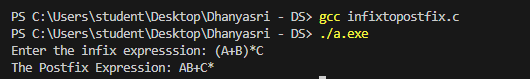 PS C:\Users\student\Desktop\Dhanyasri - DS> gcc infixtopostfix.c
PS C:\Users\student\Desktop\Dhanyasri - DS> ./a.exe
Enter the infix expresssion: (A+B)*C
The Postfix Expression: AB+C*